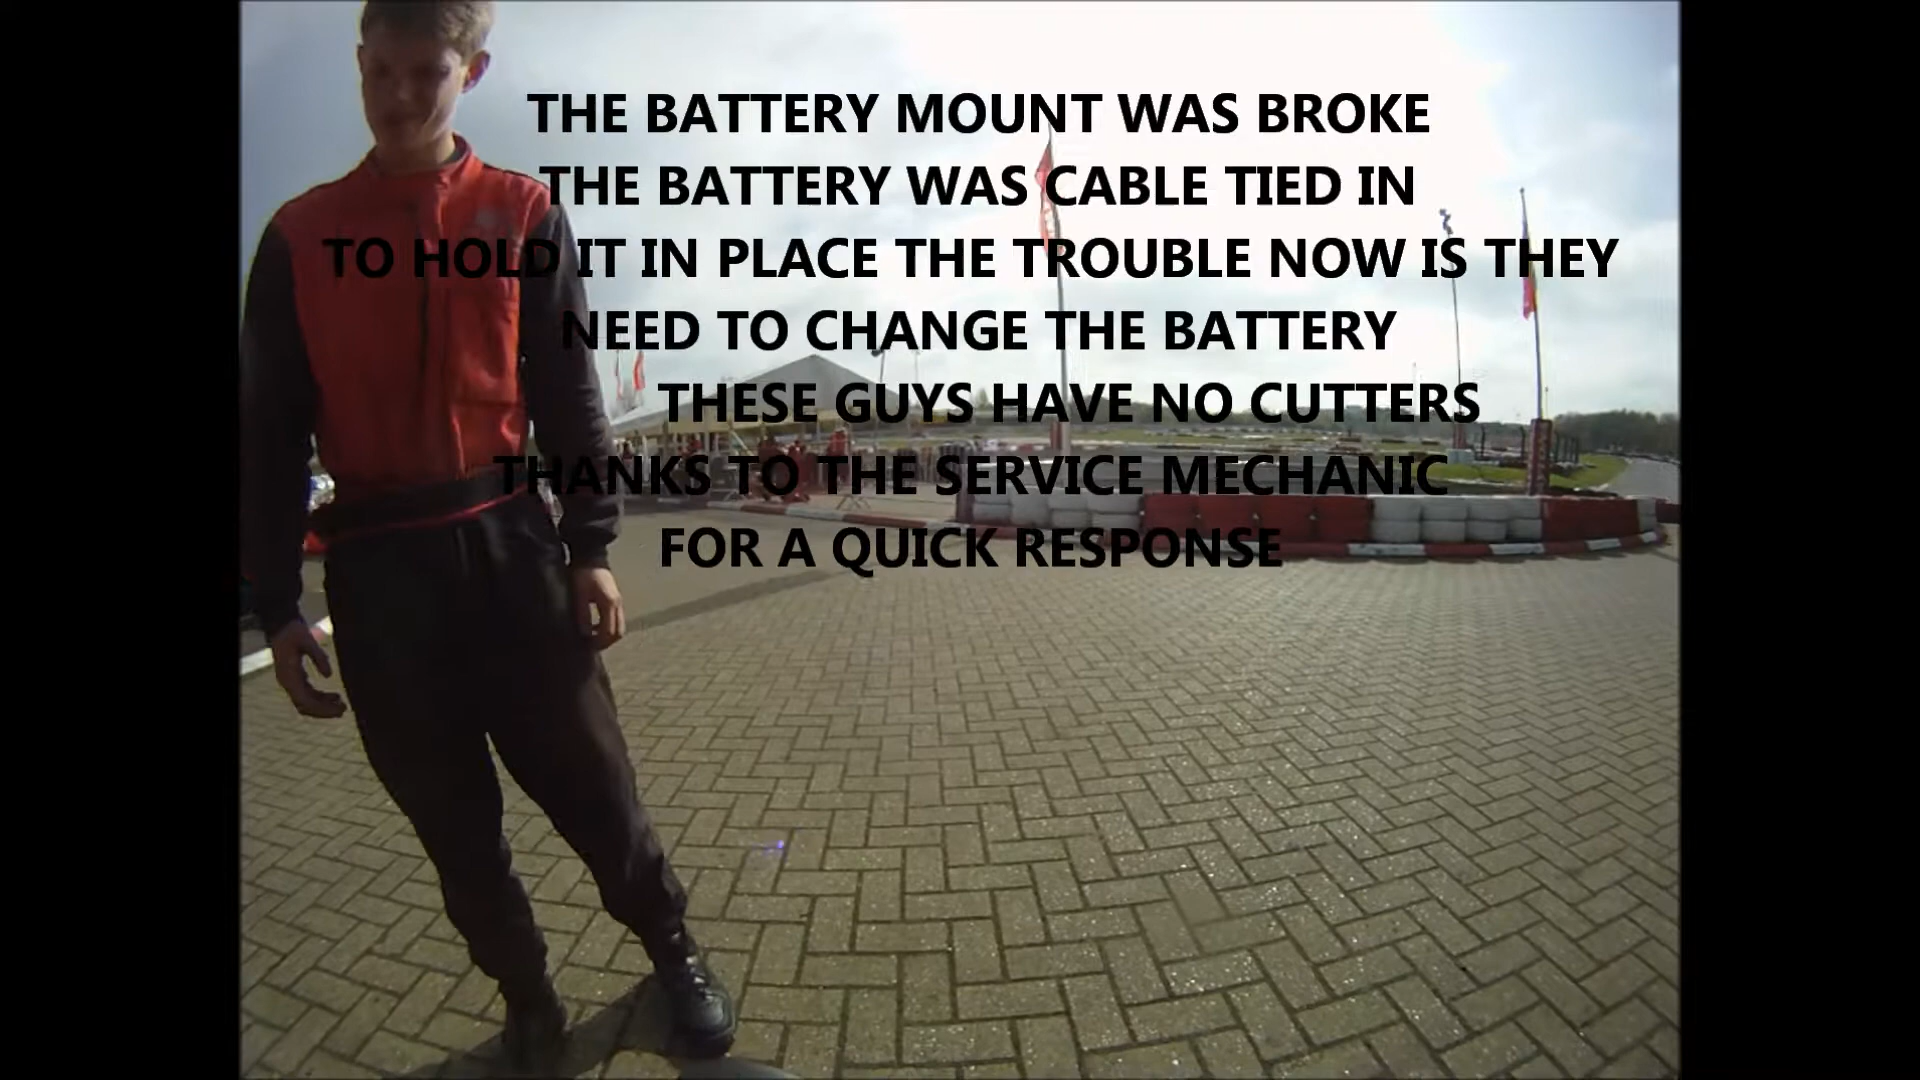 THE BATTERY MOUNT WAS BROKE
THE BATTERY WAS CABLE TIED IN
TO HOLD IT IN PLACE THE TROUBLE NOW IS THEY
NEED TO CHANGE THE BATTERY
THESE GUYS HAVE NO CUTTERS
THANKS TO THE SERVICE MECHANIC
FOR A QUICK RESPONSE